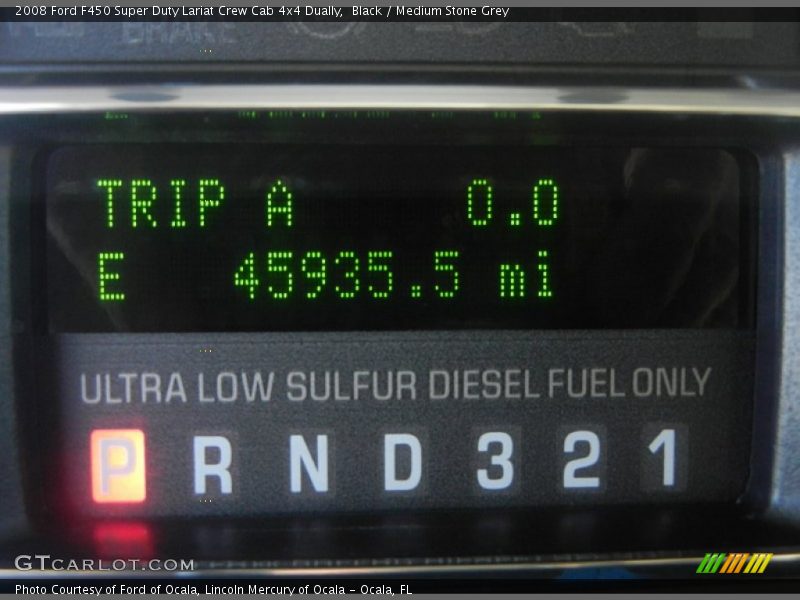 2008 Ford F450 Super Duty Lariat Crew Cab 4x4 Dually, Black / Medium Stone Grey
BRAKE
TRIP A 0.0
E 45935.5 mi
ULTRA LOW SULFUR DIESEL FUEL ONLY
P R N D 3 2 1
GTCARLOT.COM
Photo Courtesy of Ford of Ocala, Lincoln Mercury of Ocala - Ocala, FL